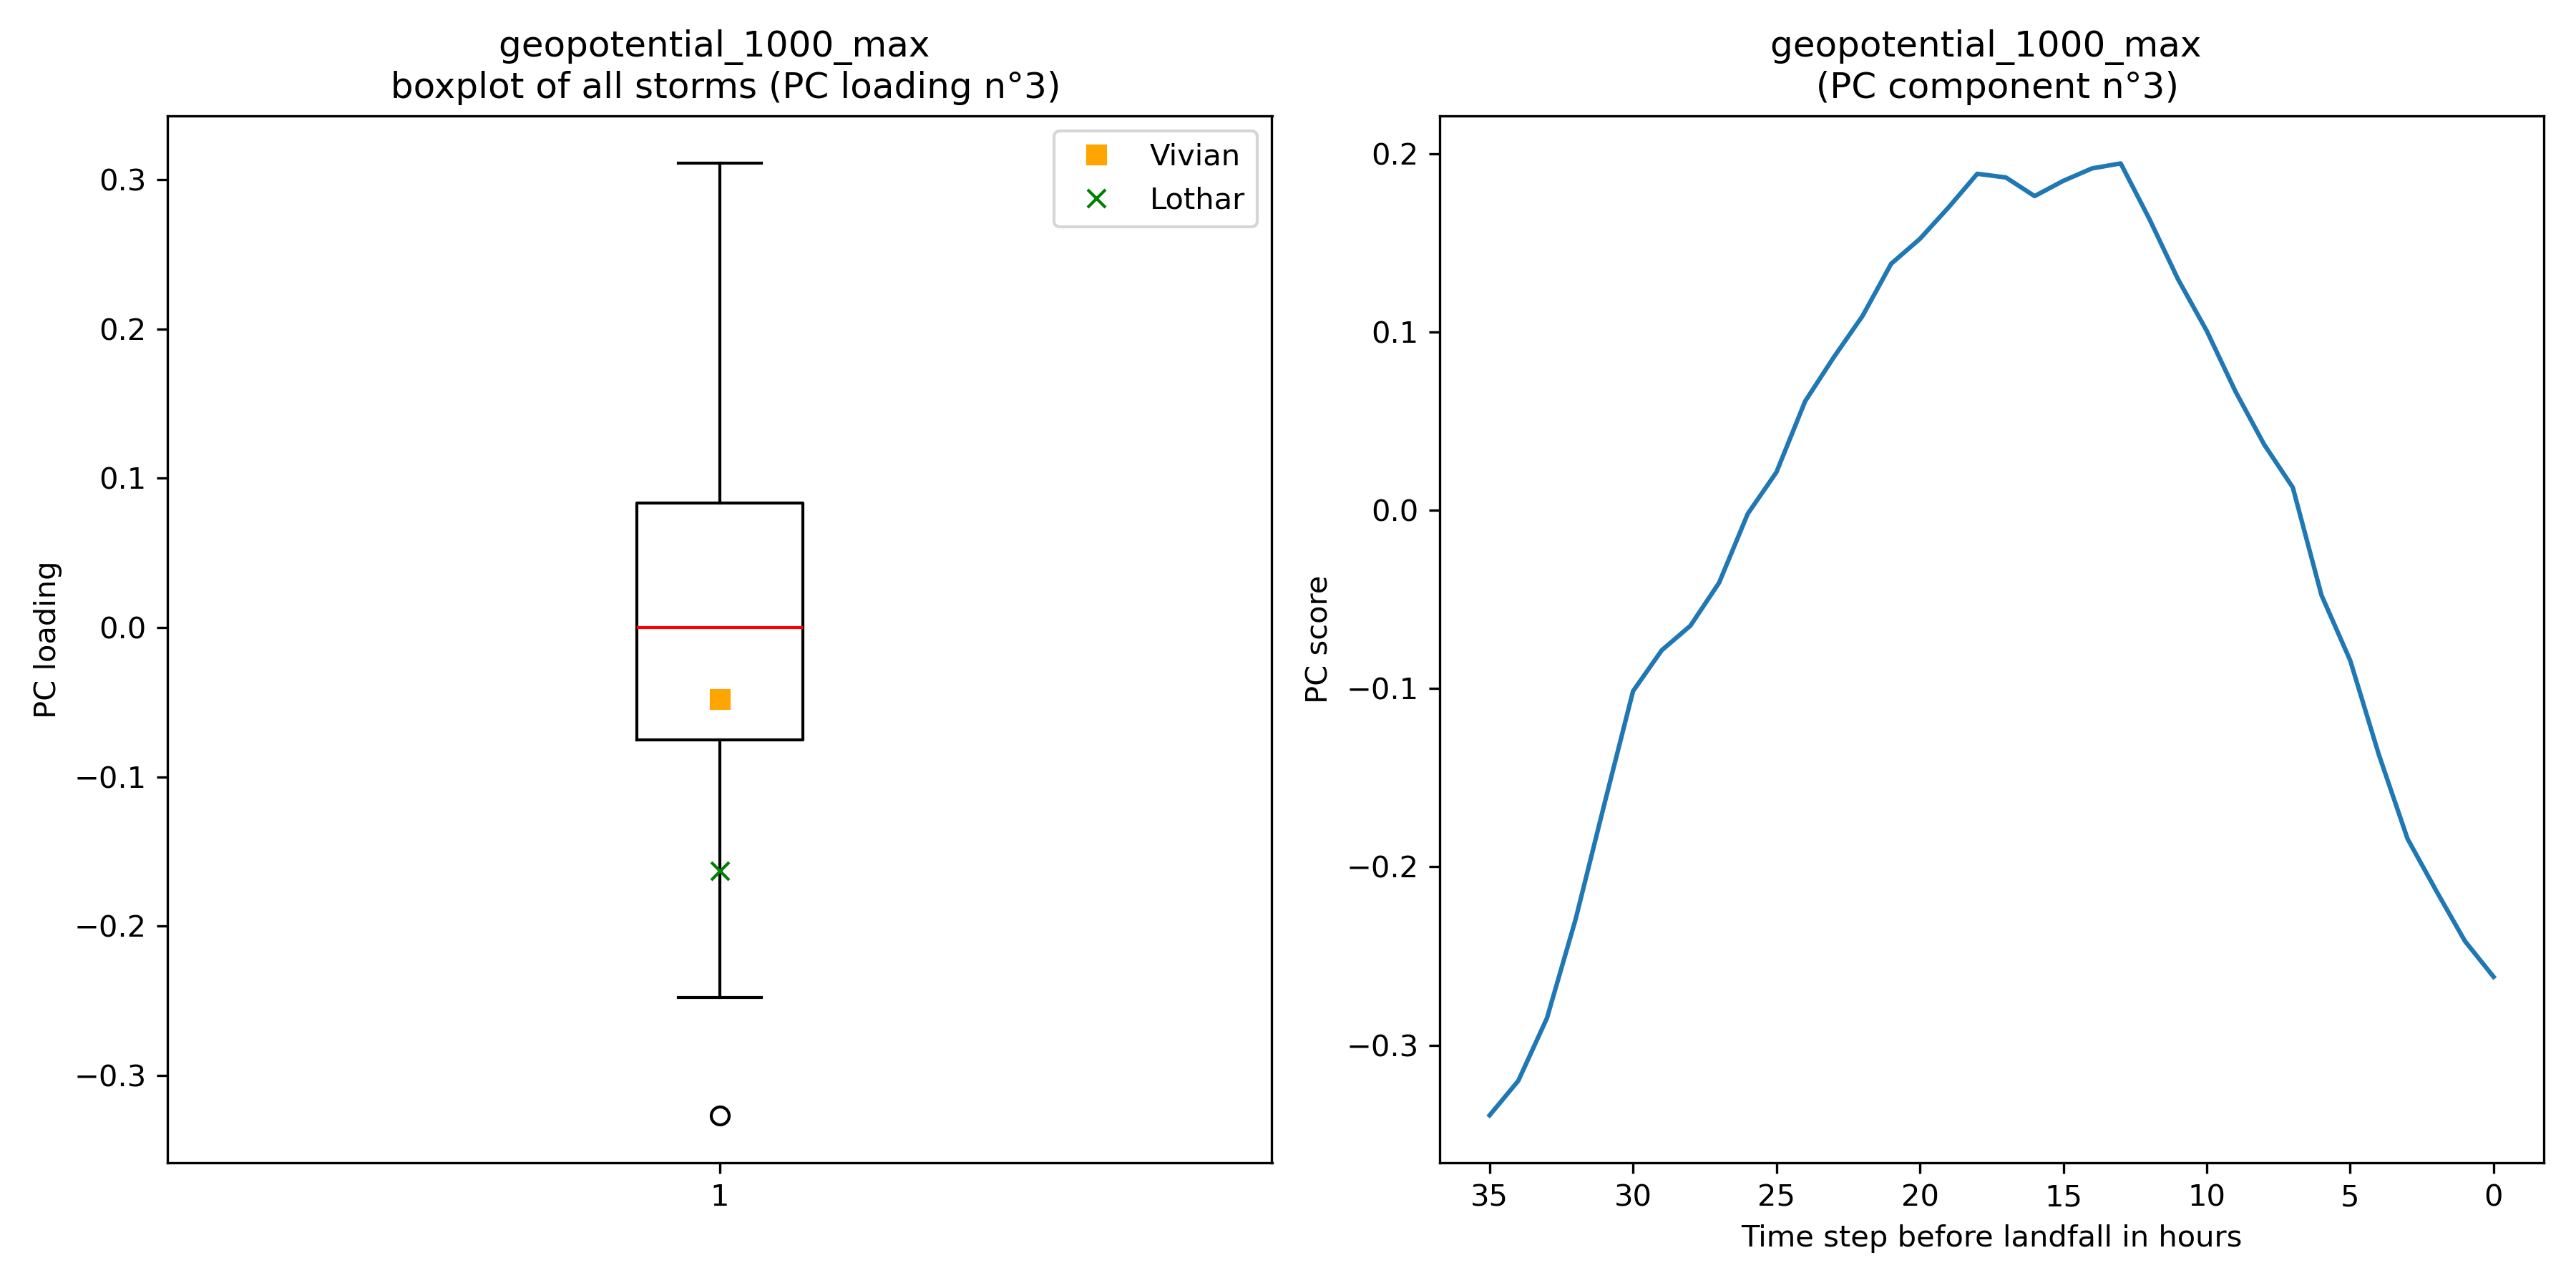 geopotential_1000_max
boxplot of all storms (PC loading n°3)
PC loading
0.3
0.2
0.1
0.0
−0.1
−0.2
−0.3
1
Vivian
Lothar
geopotential_1000_max
(PC component n°3)
PC score
0.2
0.1
0.0
−0.1
−0.2
−0.3
35 30 25 20 15 10 5 0
Time step before landfall in hours